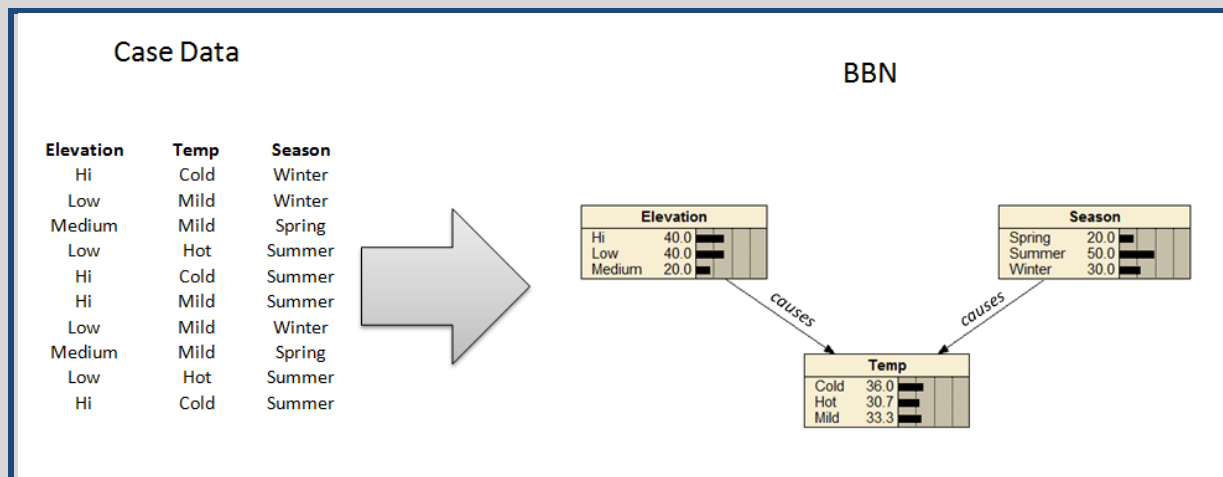 Case Data
BBN
Elevation Temp Season
Hi Cold Winter
Low Mild Winter
Medium Mild Spring
Low Hot Summer
Hi Cold Summer
Hi Mild Summer
Low Mild Winter
Medium Mild Spring
Low Hot Summer
Hi Cold Summer
Elevation
Hi 40.0
Low 40.0
Medium 20.0
Season
Spring 20.0
Summer 50.0
Winter 30.0
causes
causes
Temp
Cold 36.0
Hot 30.7
Mild 33.3